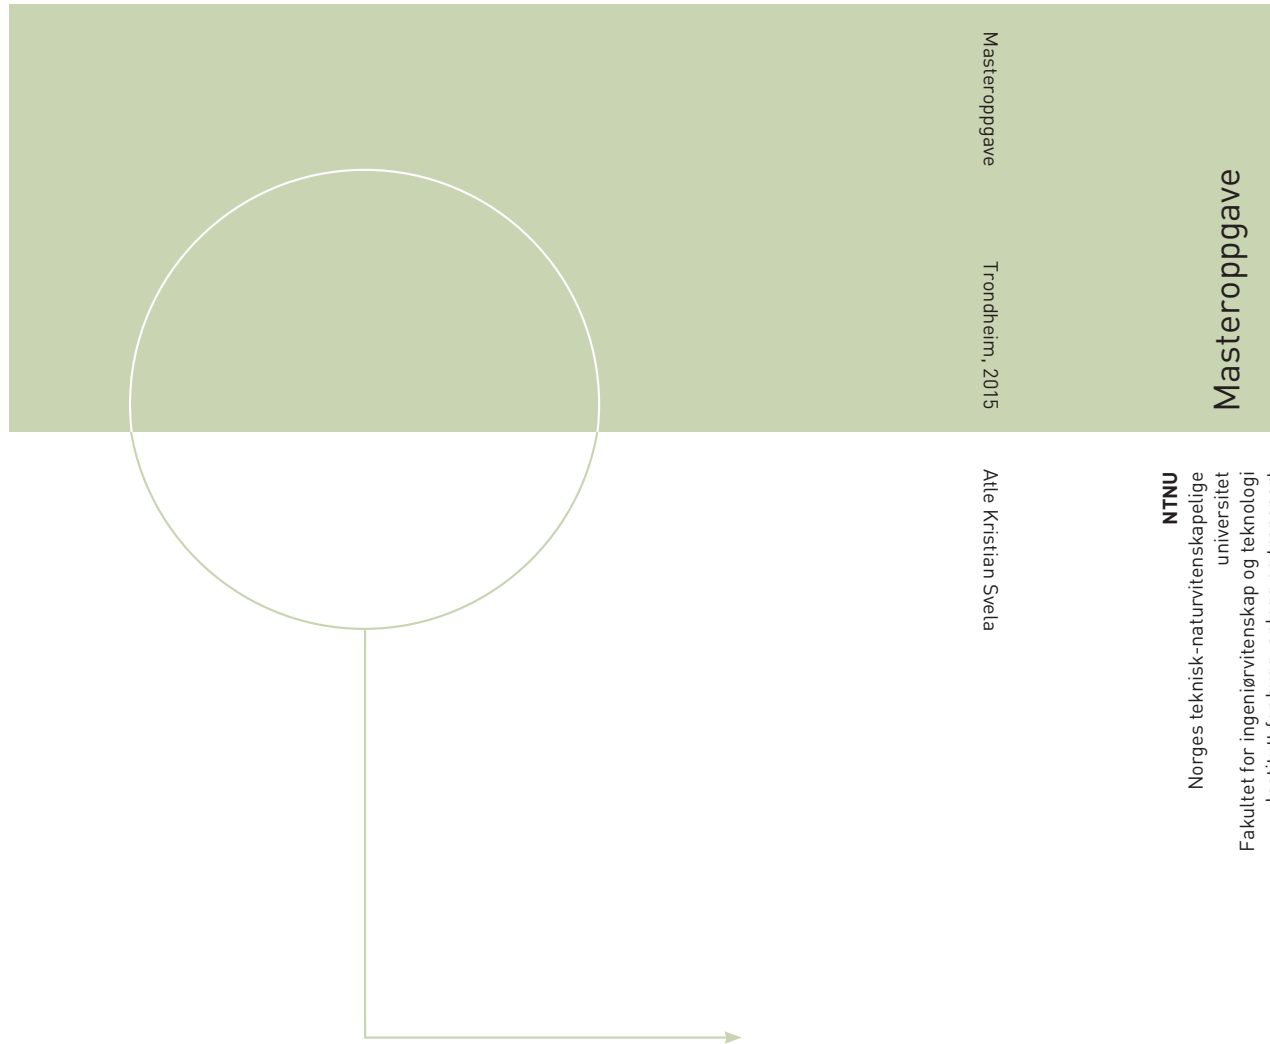 Masteroppgave
Trondheim, 2015
Atle Kristian Svela
Masteroppgave
NTNU
Norges teknisk-naturvitenskapelige
universitet
Fakultet for ingeniørvitenskap og teknologi